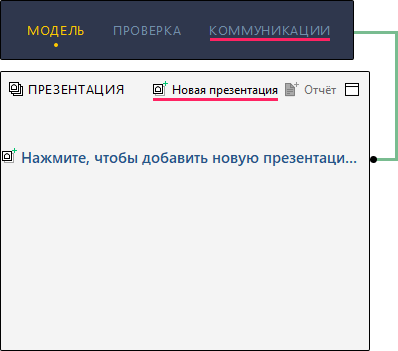 МОДЕЛЬ ПРОВЕРКА КОММУНИКАЦИИ
ПРЕЗЕНТАЦИЯ Новая презентация Отчёт
Нажмите, чтобы добавить новую презентаци...